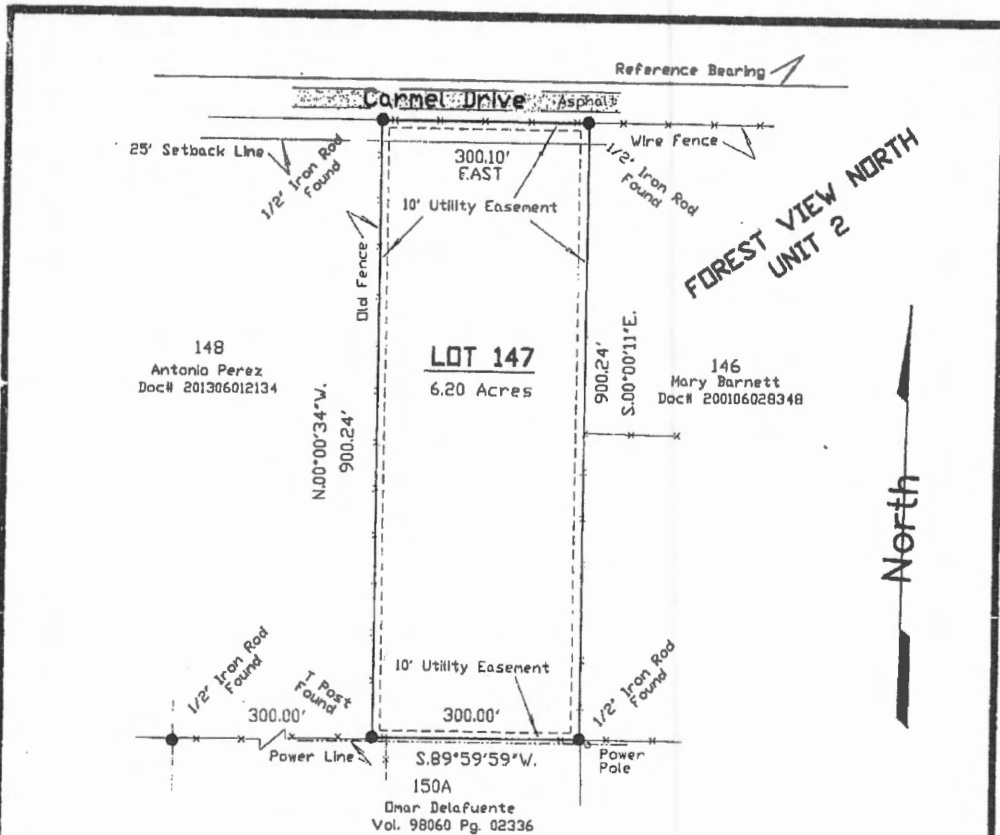 Reference Bearing
Carmel Drive
Asphalt
25' Setback Line
Wire Fence
1/2" Iron Rod
Found
300.10'
EAST
1/2" Iron Rod
Found
10' Utility Easement
FOREST VIEW NORTH
UNIT 2
Old Fence
148
Antonia Perez
Doc# 201306012134
LOT 147
6.20 Acres
900.24'
S.00°00'11"E.
146
Mary Barnett
Doc# 200106028348
N.00°00'34"W.
900.24'
North
1/2" Iron Rod
Found
T Post
Found
300.00'
10' Utility Easement
300.00'
1/2" Iron Rod
Found
Power Line
S.89°59'59"W.
Power
Pole
150A
Omar Delafuente
Vol. 98060 Pg. 02336